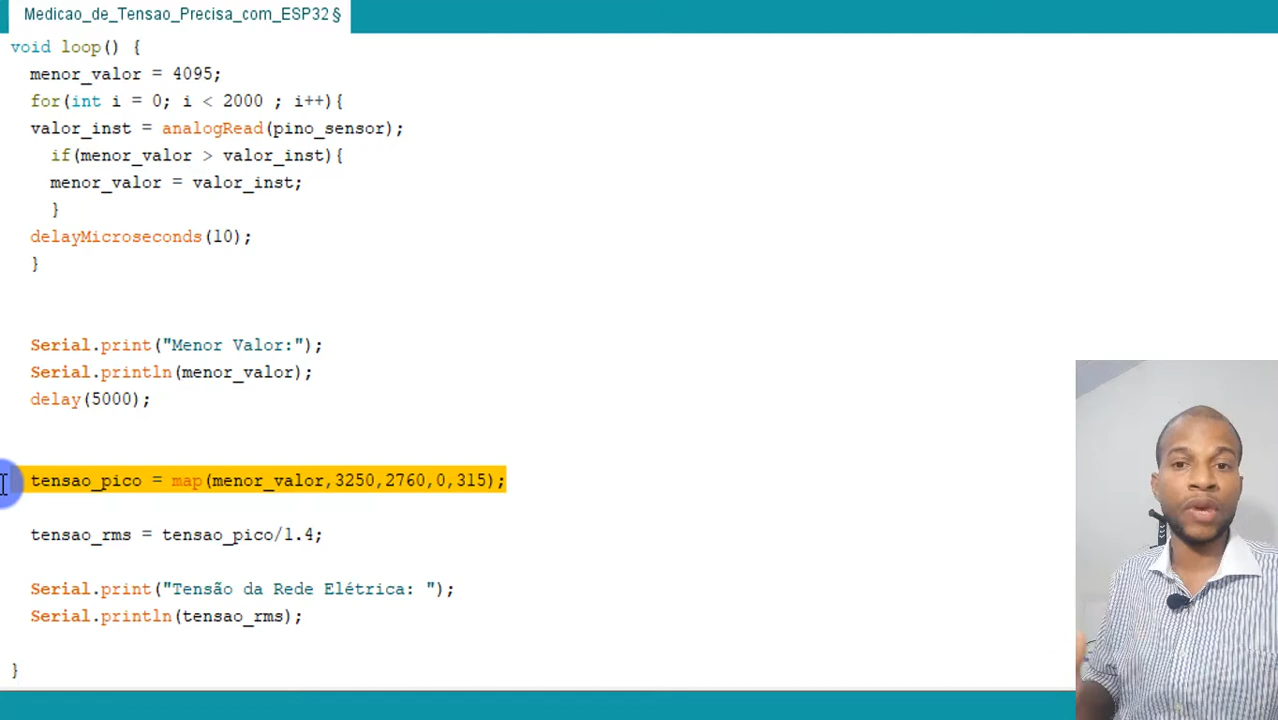 Medicao_de_Tensao_Precisa_com_ESP32 §
void loop() {
menor_valor = 4095;
for(int i = 0; i < 2000 ; i++){
valor_inst = analogRead(pino_sensor);
if(menor_valor > valor_inst){
menor_valor = valor_inst;
}
delayMicroseconds(10);
}
Serial.print("Menor Valor:");
Serial.println(menor_valor);
delay(5000);
tensao_pico = map(menor_valor,3250,2760,0,315);
tensao_rms = tensao_pico/1.4;
Serial.print("Tensão da Rede Elétrica: ");
Serial.println(tensao_rms);
}